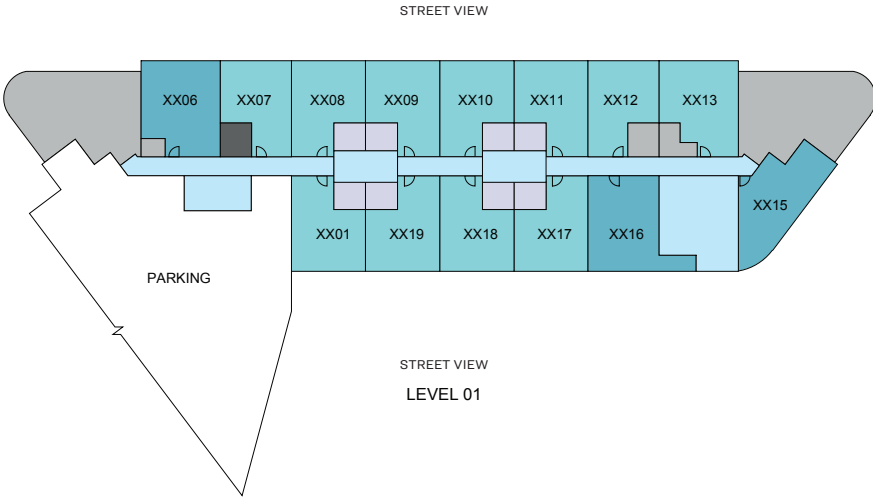 STREET VIEW
XX06
XX07
XX08
XX09
XX10
XX11
XX12
XX13
XX15
XX01
XX19
XX18
XX17
XX16
PARKING
STREET VIEW
LEVEL 01